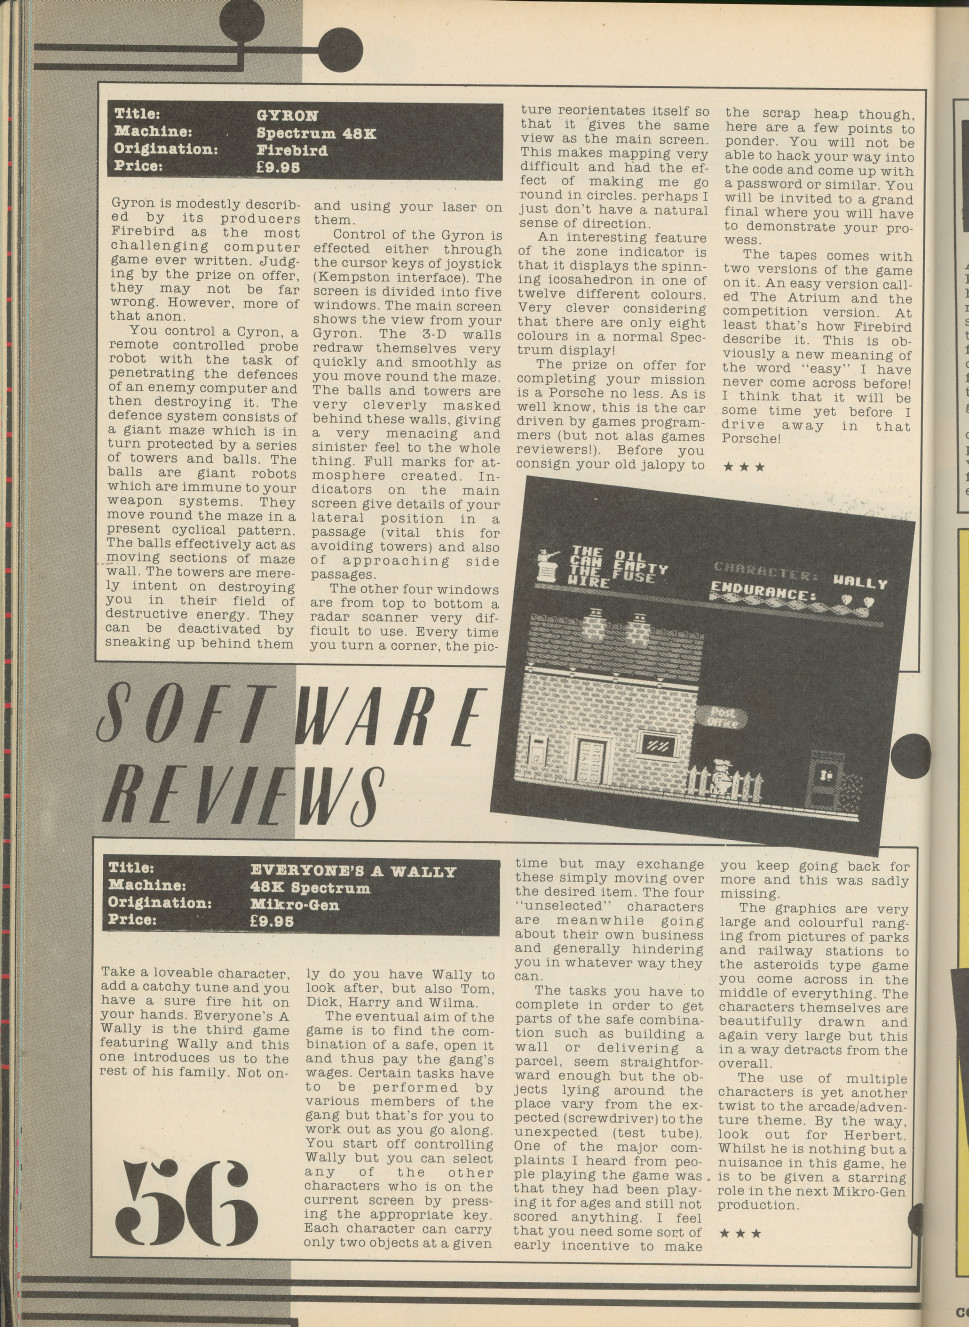 Title: GYRON
Machine: Spectrum 48K
Origination: Firebird
Price: £9.95
Gyron is modestly describ-
ed by its producers
Firebird as the most
challenging computer
game ever written. Judg-
ing by the prize on offer,
they may not be far
wrong. However, more of
that anon.
You control a Cyron, a
remote controlled probe
robot with the task of
penetrating the defences
of an enemy computer and
then destroying it. The
defence system consists of
a giant maze which is in
turn protected by a series
of towers and balls. The
balls are giant robots
which are immune to your
weapon systems. They
move round the maze in a
present cyclical pattern.
The balls effectively act as
moving sections of maze
wall. The towers are mere-
ly intent on destroying
you in their field of
destructive energy. They
can be deactivated by
sneaking up behind them
and using your laser on
them.
Control of the Gyron is
effected either through
the cursor keys of joystick
(Kempston interface). The
screen is divided into five
windows. The main screen
shows the view from your
Gyron. The 3-D walls
redraw themselves very
quickly and smoothly as
you move round the maze.
The balls and towers are
very cleverly masked
behind these walls, giving
a very menacing and
sinister feel to the whole
thing. Full marks for at-
mosphere created. In-
dicators on the main
screen give details of your
lateral position in a
passage (vital this for
avoiding towers) and also
of approaching side
passages.
The other four windows
are from top to bottom a
radar scanner very dif-
ficult to use. Every time
you turn a corner, the pic-
ture reorientates itself so
that it gives the same
view as the main screen.
This makes mapping very
difficult and had the ef-
fect of making me go
round in circles. perhaps I
just don't have a natural
sense of direction.
An interesting feature
of the zone indicator is
that it displays the spinn-
ing icosahedron in one of
twelve different colours.
Very clever considering
that there are only eight
colours in a normal Spec-
trum display!
The prize on offer for
completing your mission
is a Porsche no less. As is
well know, this is the car
driven by games program-
mers (but not alas games
reviewers!). Before you
consign your old jalopy to
the scrap heap though,
here are a few points to
ponder. You will not be
able to hack your way into
the code and come up with
a password or similar. You
will be invited to a grand
final where you will have
to demonstrate your pro-
wess.
The tapes comes with
two versions of the game
on it. An easy version call-
ed The Atrium and the
competition version. At
least that's how Firebird
describe it. This is ob-
viously a new meaning of
the word "easy" I have
never come across before!
I think that it will be
some time yet before I
drive away in that
Porsche!
★★★
THE OIL
CAN EMPTY
THE FUSE
WIRE
CHARACTER: WALLY
ENDURANCE:
Post
Office
SOFTWARE
REVIEWS
Title: EVERYONE'S A WALLY
Machine: 48K Spectrum
Origination: Mikro-Gen
Price: £9.95
Take a loveable character,
add a catchy tune and you
have a sure fire hit on
your hands. Everyone's A
Wally is the third game
featuring Wally and this
one introduces us to the
rest of his family. Not on-
ly do you have Wally to
look after, but also Tom,
Dick, Harry and Wilma.
The eventual aim of the
game is to find the com-
bination of a safe, open it
and thus pay the gang's
wages. Certain tasks have
to be performed by
various members of the
gang but that's for you to
work out as you go along.
You start off controlling
Wally but you can select
any of the other
characters who is on the
current screen by press-
ing the appropriate key.
Each character can carry
only two objects at a given
time but may exchange
these simply moving over
the desired item. The four
"unselected" characters
are meanwhile going
about their own business
and generally hindering
you in whatever way they
can.
The tasks you have to
complete in order to get
parts of the safe combina-
tion such as building a
wall or delivering a
parcel, seem straightfor-
ward enough but the ob-
jects lying around the
place vary from the ex-
pected (screwdriver) to the
unexpected (test tube).
One of the major com-
plaints I heard from peo-
ple playing the game was
that they had been play-
ing it for ages and still not
scored anything. I feel
that you need some sort of
early incentive to make
you keep going back for
more and this was sadly
missing.
The graphics are very
large and colourful rang-
ing from pictures of parks
and railway stations to
the asteroids type game
you come across in the
middle of everything. The
characters themselves are
beautifully drawn and
again very large but this
in a way detracts from the
overall.
The use of multiple
characters is yet another
twist to the arcade/adven-
ture theme. By the way,
look out for Herbert.
Whilst he is nothing but a
nuisance in this game, he
is to be given a starring
role in the next Mikro-Gen
production.
★★★
56